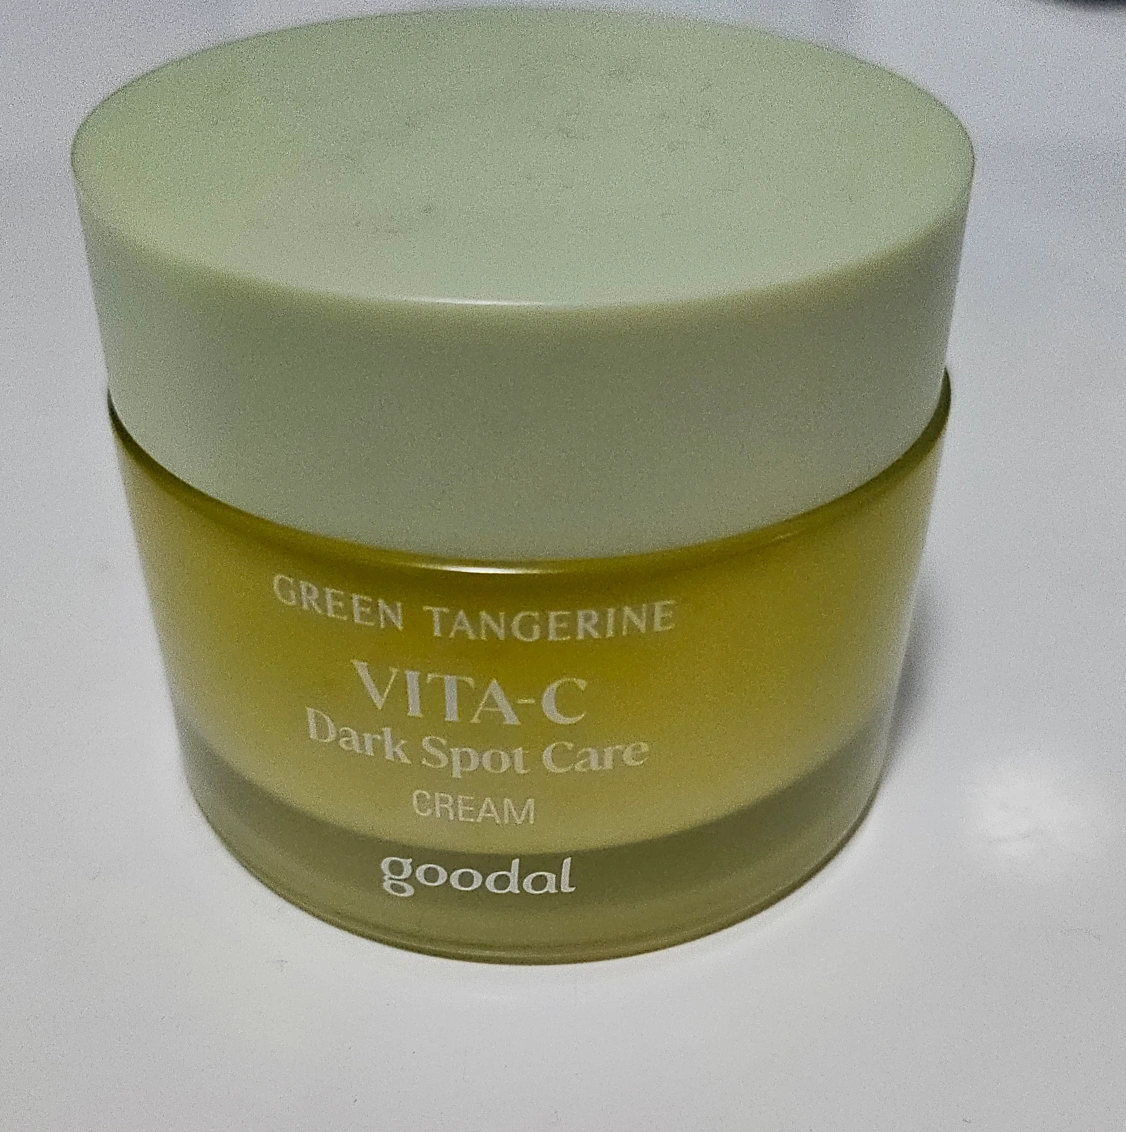 GREEN TANGERINE
VITA-C
Dark Spot Care
CREAM
goodal